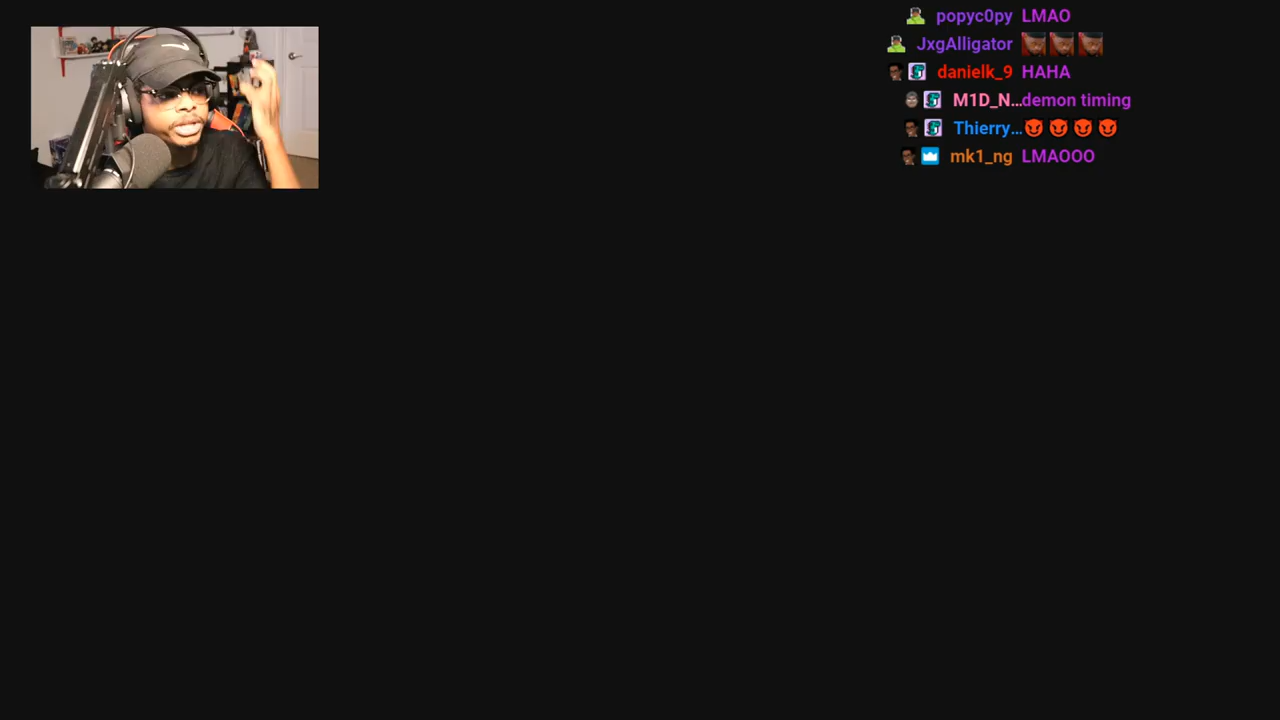 popyc0py LMAO
JxgAlligator
danielk_9 HAHA
M1D_N... demon timing
Thierry... 😈 😈 😈 😈
mk1_ng LMAOOO